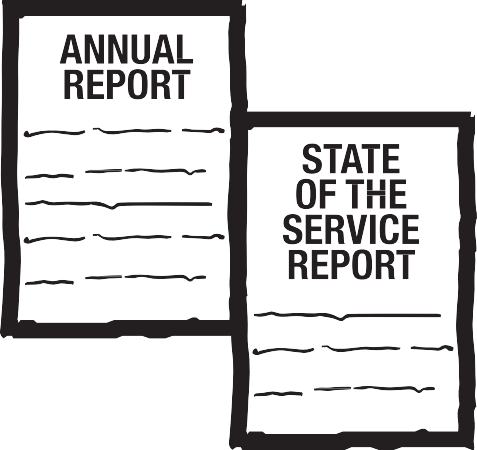 ANNUAL
REPORT
STATE
OF THE
SERVICE
REPORT